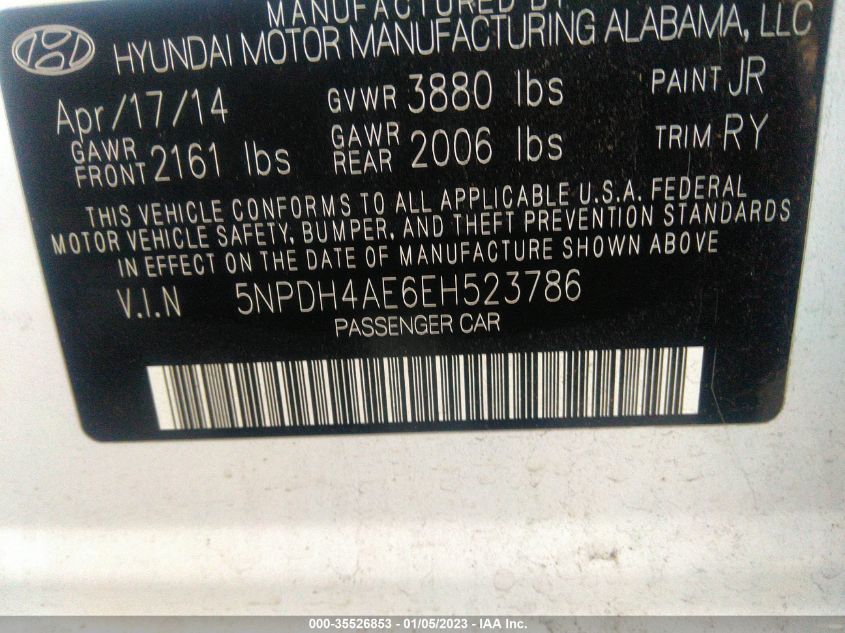 MANUFACTURED BY
HYUNDAI MOTOR MANUFACTURING ALABAMA, LLC
Apr/17/14 GVWR 3880 lbs PAINT JR
GAWR FRONT 2161 lbs GAWR REAR 2006 lbs TRIM RY
THIS VEHICLE CONFORMS TO ALL APPLICABLE U.S.A. FEDERAL
MOTOR VEHICLE SAFETY, BUMPER, AND THEFT PREVENTION STANDARDS
IN EFFECT ON THE DATE OF MANUFACTURE SHOWN ABOVE
V.I.N 5NPDH4AE6EH523786
PASSENGER CAR
000-35526853 — 01/05/2023 — IAA Inc.